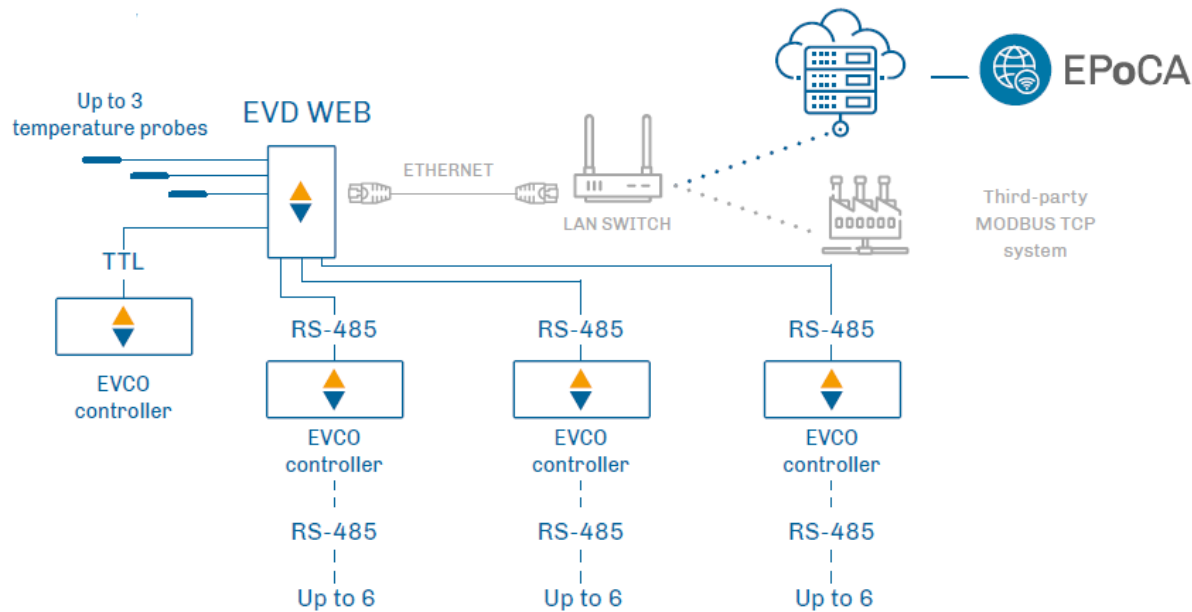 Up to 3
temperature probes
EVD WEB
EPoCA
ETHERNET
LAN SWITCH
Third-party
MODBUS TCP
system
TTL
EVCO
controller
RS-485
RS-485
RS-485
EVCO
controller
EVCO
controller
EVCO
controller
RS-485
RS-485
RS-485
Up to 6
Up to 6
Up to 6